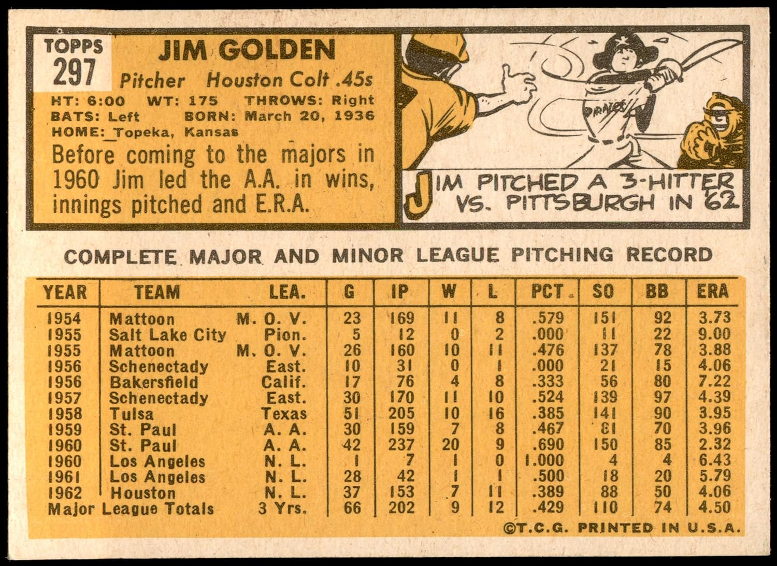 TOPPS
297
JIM GOLDEN
Pitcher Houston Colt .45s
HT: 6:00 WT: 175 THROWS: Right
BATS: Left BORN: March 20, 1936
HOME: Topeka, Kansas
Before coming to the majors in
1960 Jim led the A.A. in wins,
innings pitched and E.R.A.
PIRATES
JIM PITCHED A 3-HITTER
VS. PITTSBURGH IN '62
COMPLETE MAJOR AND MINOR LEAGUE PITCHING RECORD
YEAR TEAM LEA. G IP W L PCT. SO BB ERA
1954 Mattoon M. O. V. 23 169 11 8 .579 151 92 3.73
1955 Salt Lake City Pion. 5 12 0 2 .000 11 22 9.00
1955 Mattoon M. O. V. 26 160 10 11 .476 137 78 3.88
1956 Schenectady East. 10 31 0 1 .000 21 15 4.06
1956 Bakersfield Calif. 17 76 4 8 .333 56 80 7.22
1957 Schenectady East. 30 170 11 10 .524 139 97 4.39
1958 Tulsa Texas 51 205 10 16 .385 141 90 3.95
1959 St. Paul A. A. 30 159 7 8 .467 81 70 3.96
1960 St. Paul A. A. 42 237 20 9 .690 150 85 2.32
1960 Los Angeles N. L. 1 7 1 0 1.000 4 4 6.43
1961 Los Angeles N. L. 28 42 1 1 .500 18 20 5.79
1962 Houston N. L. 37 153 7 11 .389 88 50 4.06
Major League Totals 3 Yrs. 66 202 9 12 .429 110 74 4.50
©T.C.G. PRINTED IN U.S.A.